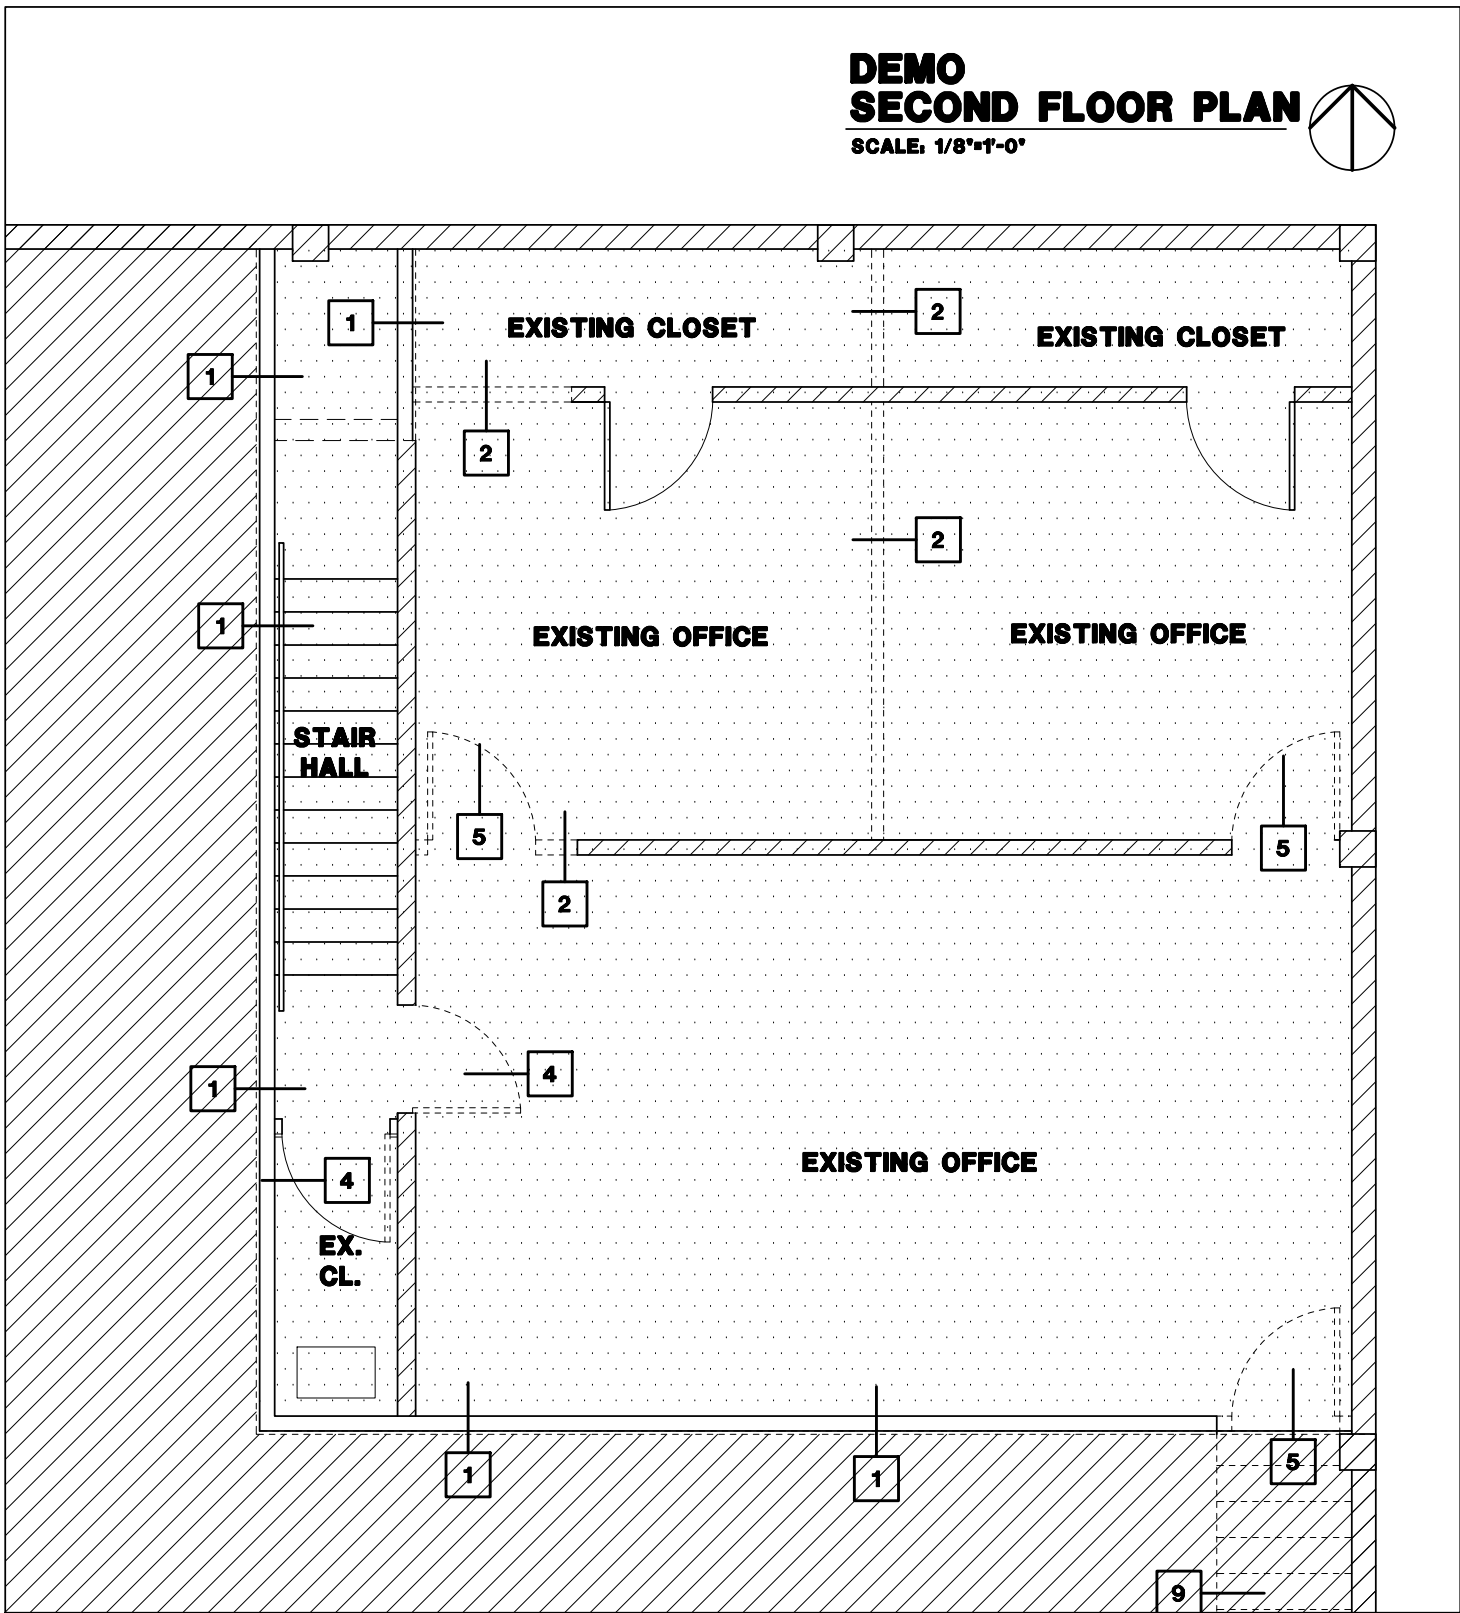 DEMO
SECOND FLOOR PLAN
SCALE: 1/8"=1'-0"
2
1
EXISTING CLOSET
EXISTING CLOSET
1
2
2
1
EXISTING OFFICE
EXISTING OFFICE
STAIR
HALL
5
5
2
4
1
EXISTING OFFICE
4
EX.
CL.
5
1
1
9